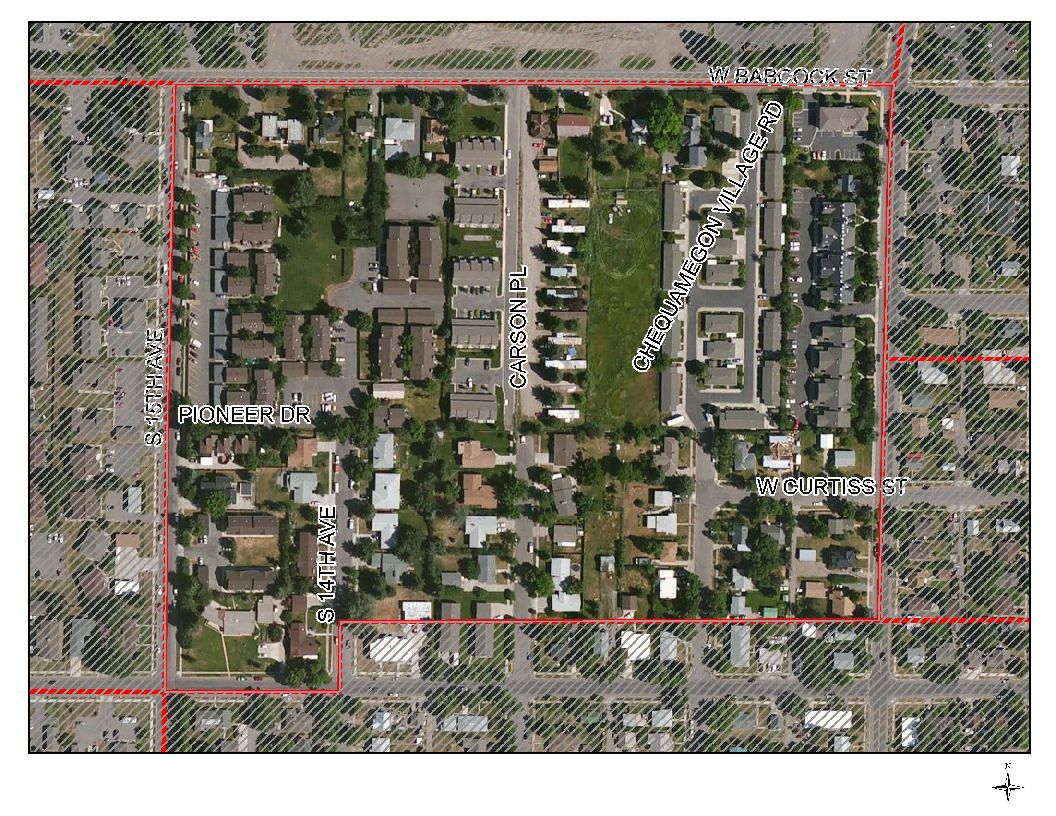 W BABCOCK ST
CHEQUAMEGON VILLAGE RD
CARSON PL
S 15TH AVE
PIONEER DR
W CURTISS ST
S 14TH AVE
N